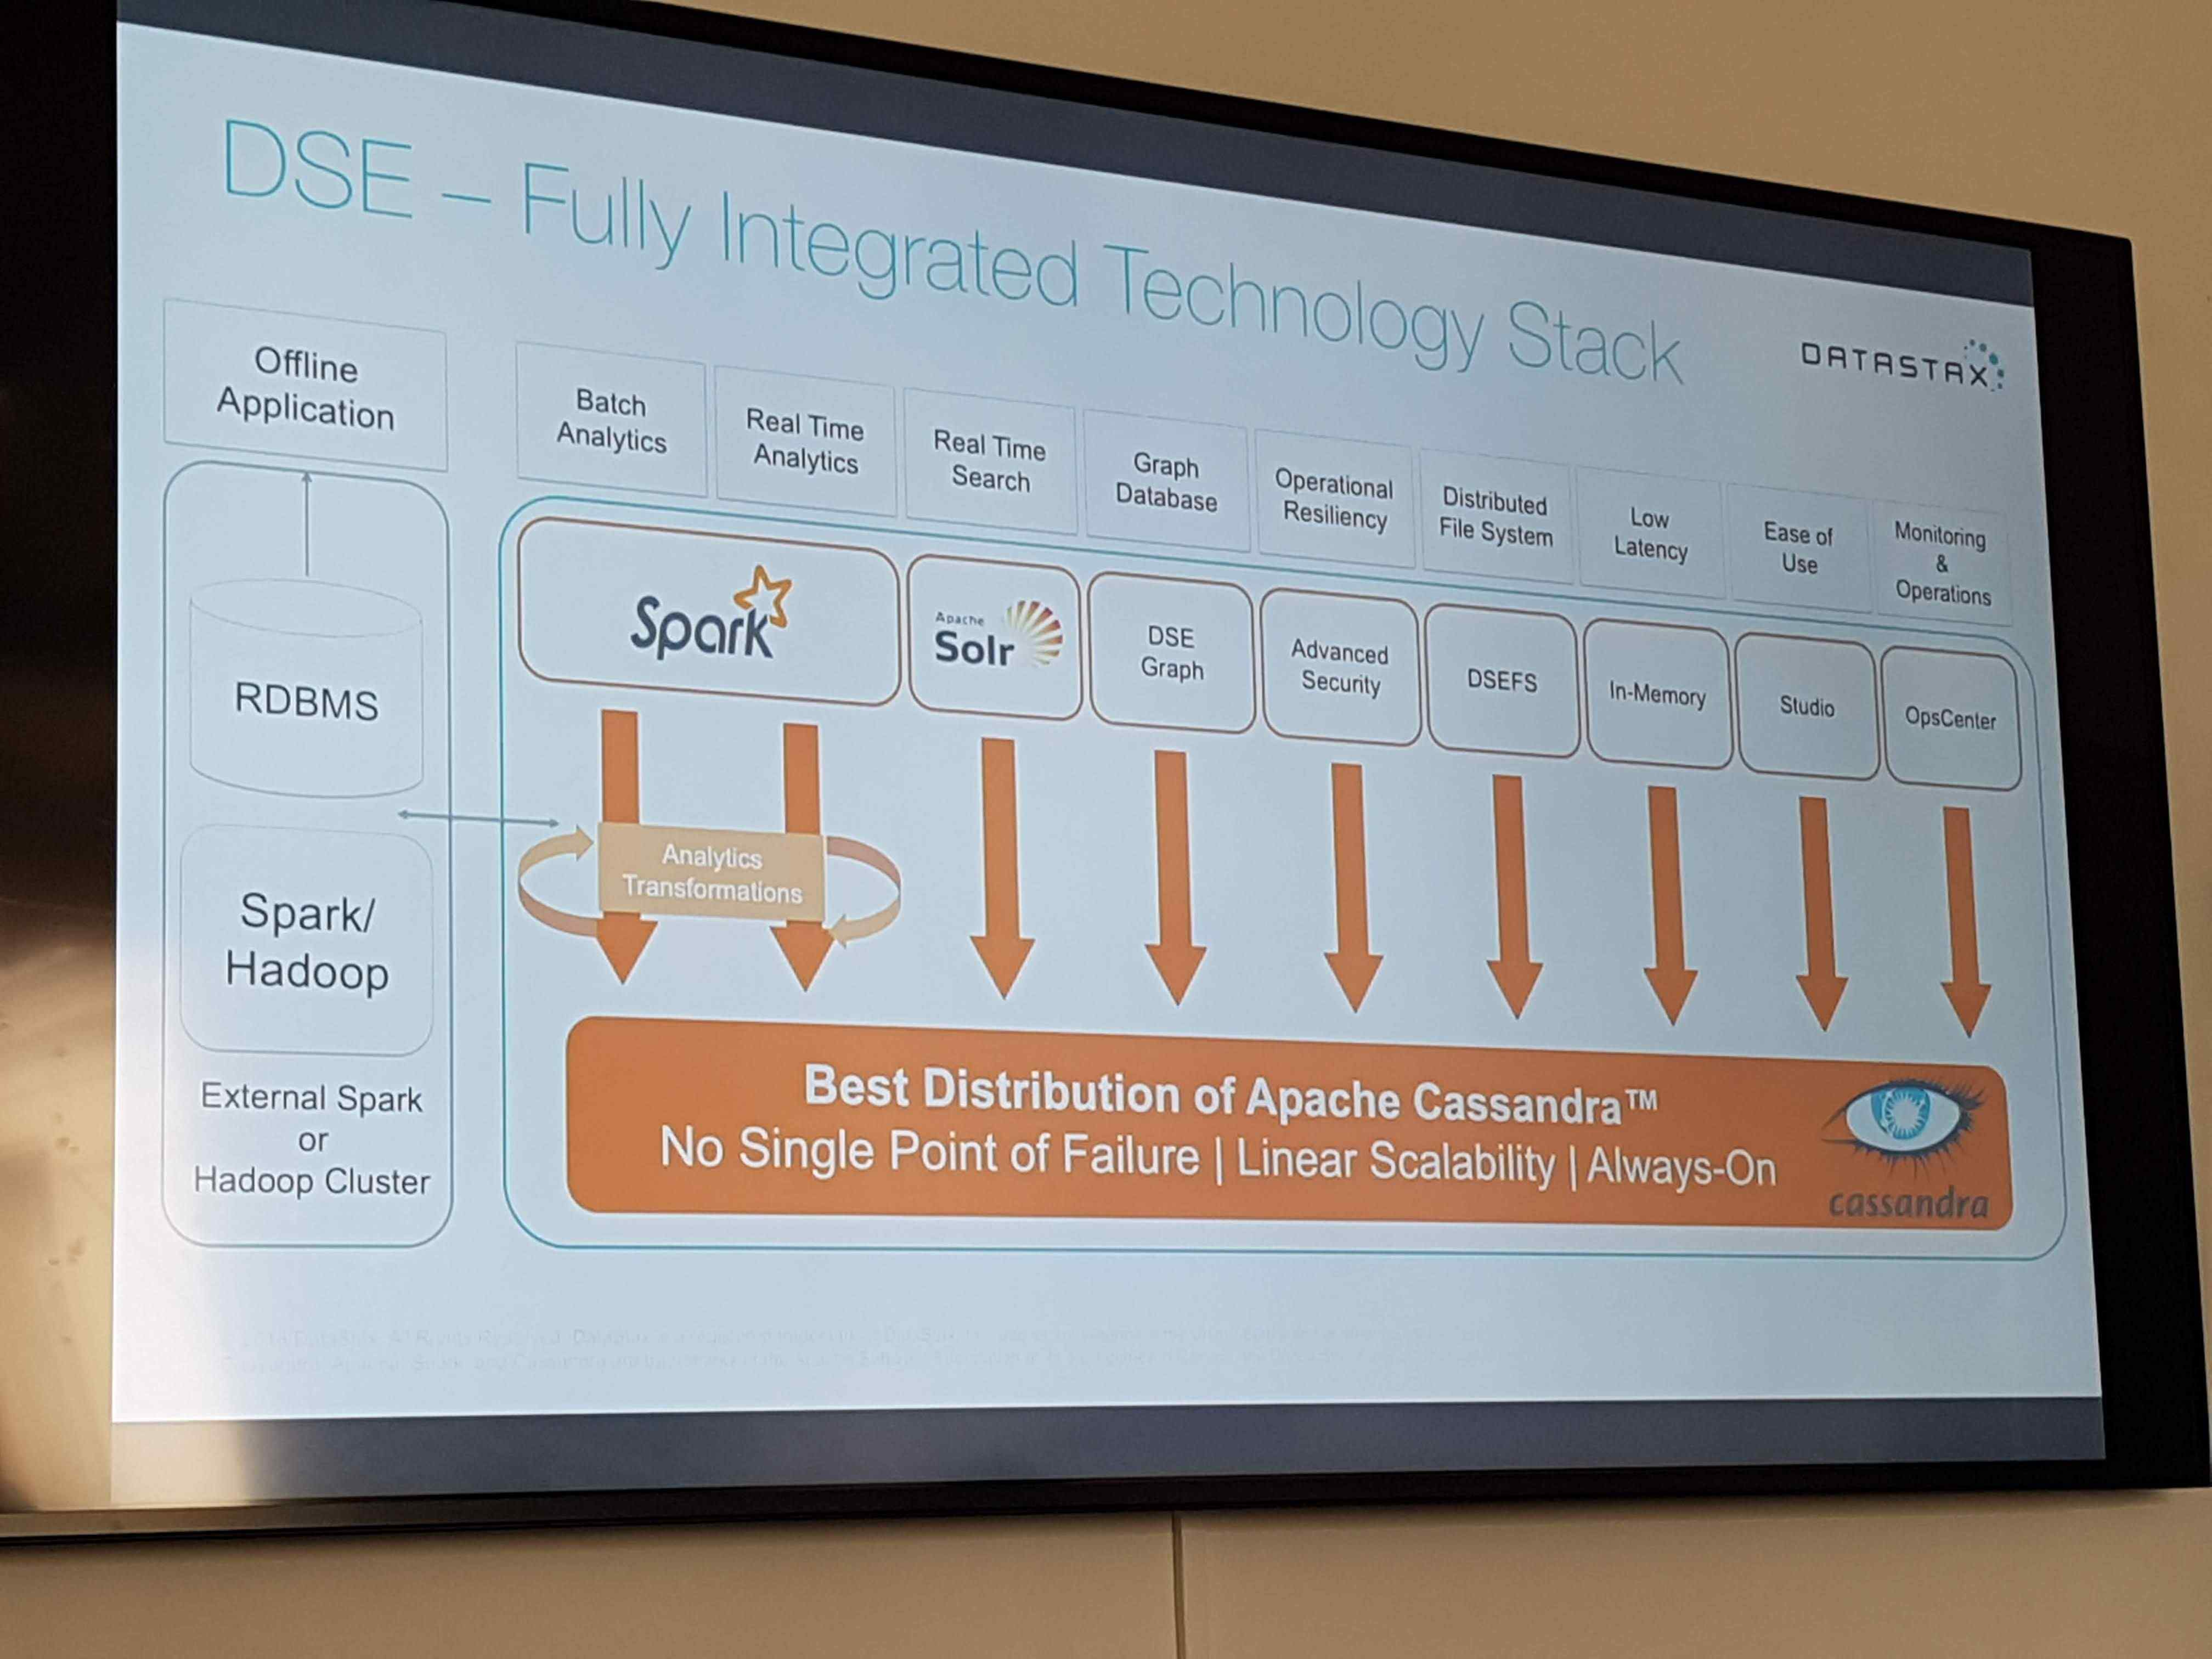 DSE – Fully Integrated Technology Stack
DATASTAX
Offline
Application
Batch
Analytics
Real Time
Analytics
Real Time
Search
Graph
Database
Operational
Resiliency
Distributed
File System
Low
Latency
Ease of
Use
Monitoring
&
Operations
Spark
Apache
Solr
DSE
Graph
Advanced
Security
DSEFS
In-Memory
Studio
OpsCenter
RDBMS
Analytics
Transformations
Spark/
Hadoop
External Spark
or
Hadoop Cluster
Best Distribution of Apache Cassandra™
No Single Point of Failure | Linear Scalability | Always-On
cassandra